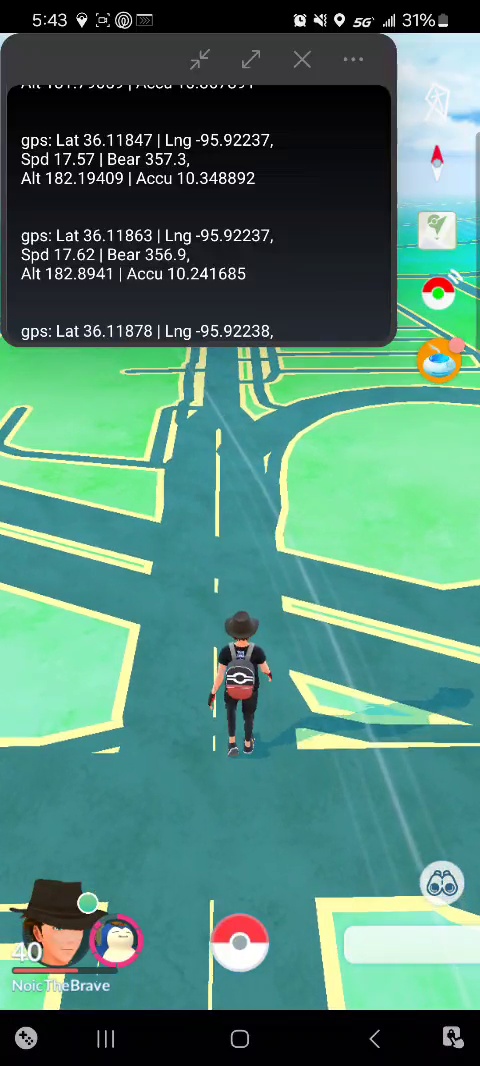 5:43
5G
31%
gps: Lat 36.11847 | Lng -95.92237,
Spd 17.57 | Bear 357.3,
Alt 182.19409 | Accu 10.348892
gps: Lat 36.11863 | Lng -95.92237,
Spd 17.62 | Bear 356.9,
Alt 182.8941 | Accu 10.241685
gps: Lat 36.11878 | Lng -95.92238,
40
NoicTheBrave